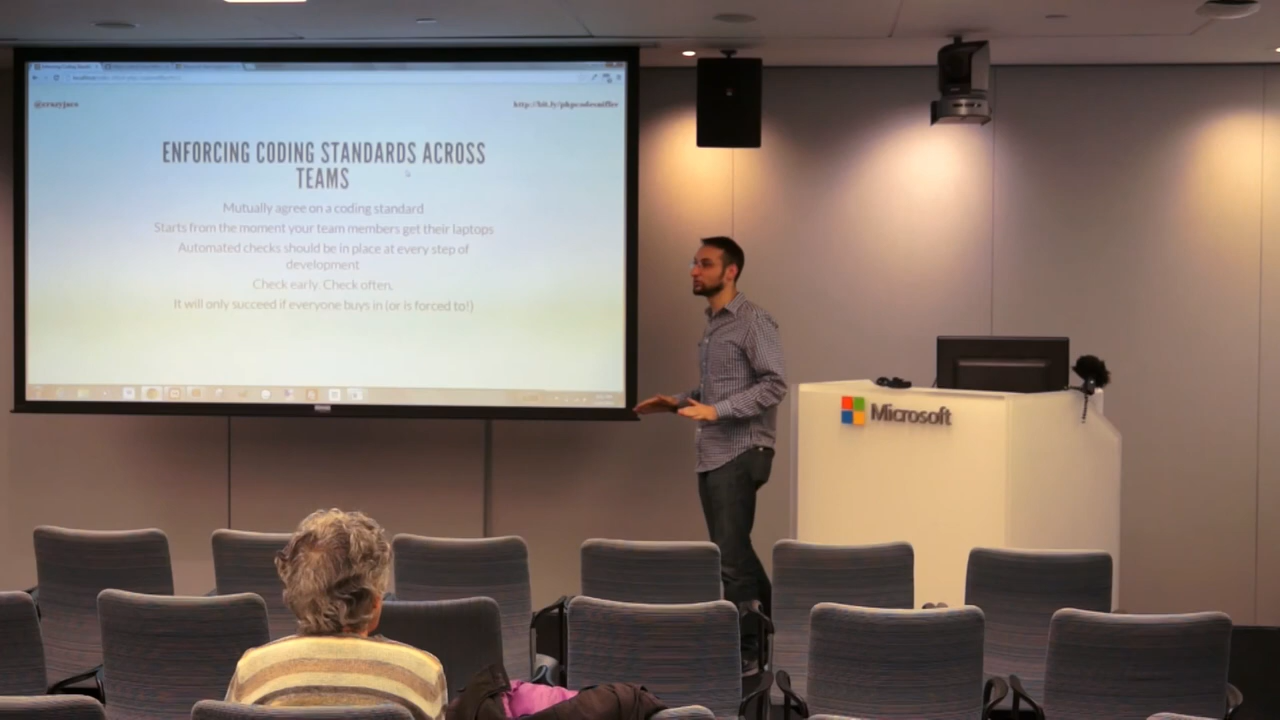 @crazyjaco
http://bit.ly/phpcodesniffer
ENFORCING CODING STANDARDS ACROSS
TEAMS
Mutually agree on a coding standard
Starts from the moment your team members get their laptops
Automated checks should be in place at every step of
development
Check early. Check often.
It will only succeed if everyone buys in (or is forced to!)
Microsoft